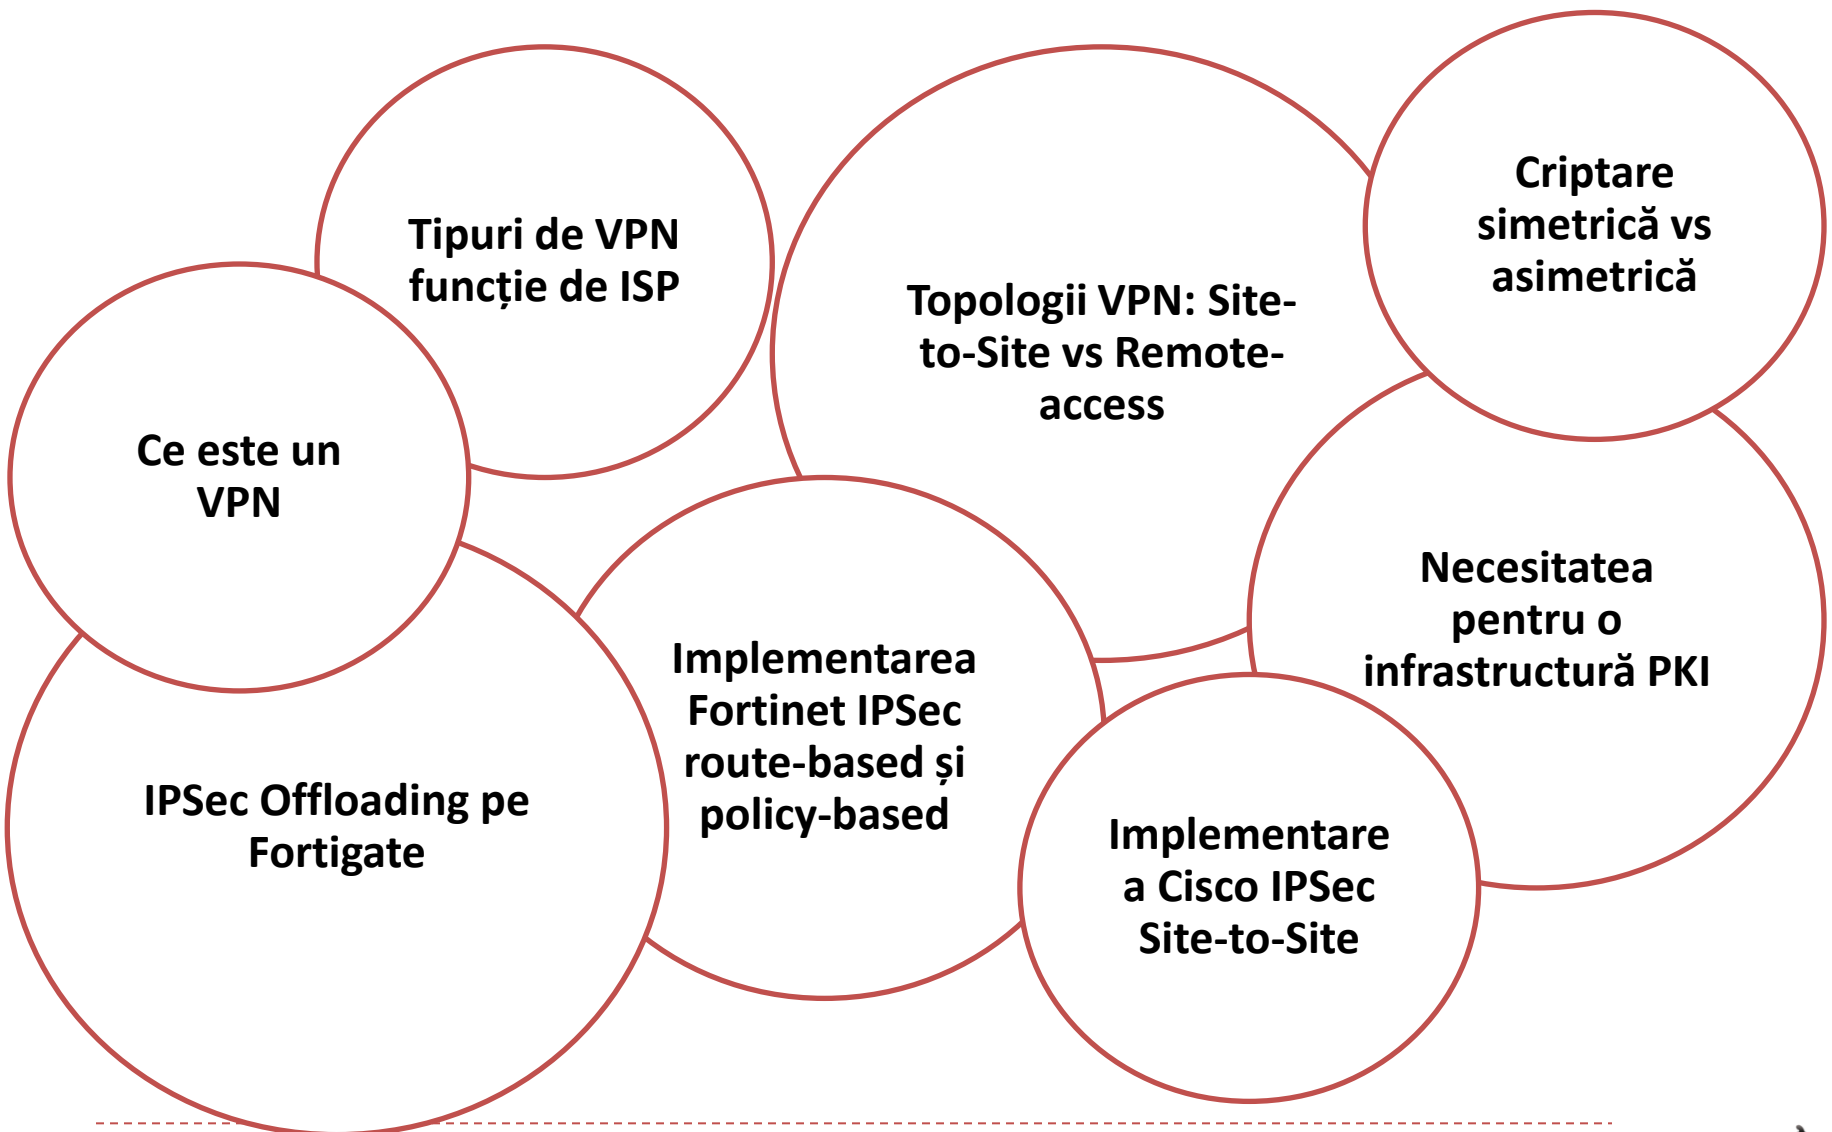 Tipuri de VPN
funcție de ISP
Topologii VPN: Site-
to-Site vs Remote-
access
Criptare
simetrică vs
asimetrică
Ce este un
VPN
Necesitatea
pentru o
infrastructură PKI
Implementarea
Fortinet IPSec
route-based și
policy-based
IPSec Offloading pe
Fortigate
Implementare
a Cisco IPSec
Site-to-Site